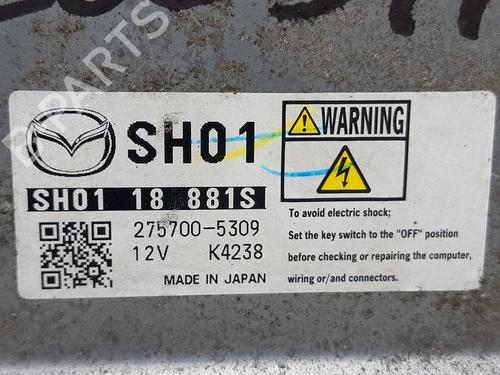 SH01
SH01 18 881S
275700-5309
12V K4238
MADE IN JAPAN
WARNING
To avoid electric shock;
Set the key switch to the "OFF" position
before checking or repairing the computer,
wiring or/and connectors.
B-PARTS